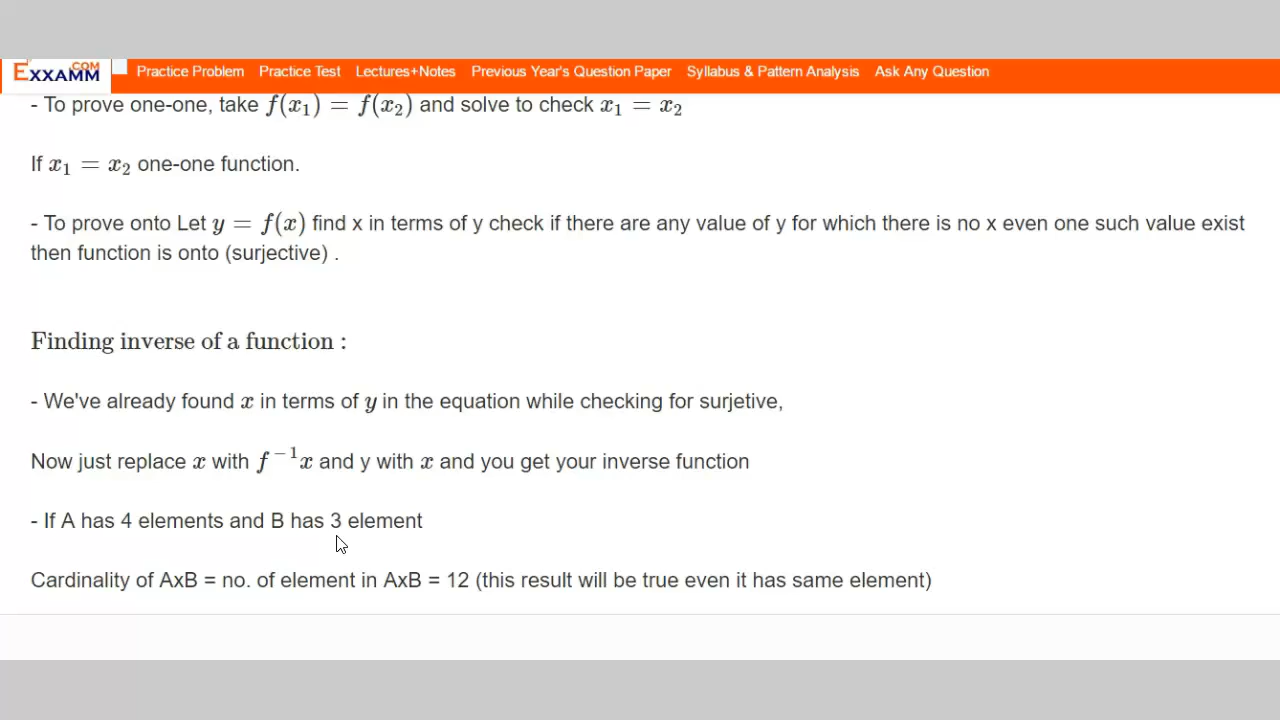 EXXAMM.COM
Practice Problem Practice Test Lectures+Notes Previous Year's Question Paper Syllabus & Pattern Analysis Ask Any Question
- To prove one-one, take f(x₁) = f(x₂) and solve to check x₁ = x₂
If x₁ = x₂ one-one function.
- To prove onto Let y = f(x) find x in terms of y check if there are any value of y for which there is no x even one such value exist
then function is onto (surjective) .
Finding inverse of a function :
- We've already found x in terms of y in the equation while checking for surjetive,
Now just replace x with f⁻¹x and y with x and you get your inverse function
- If A has 4 elements and B has 3 element
Cardinality of AxB = no. of element in AxB = 12 (this result will be true even it has same element)